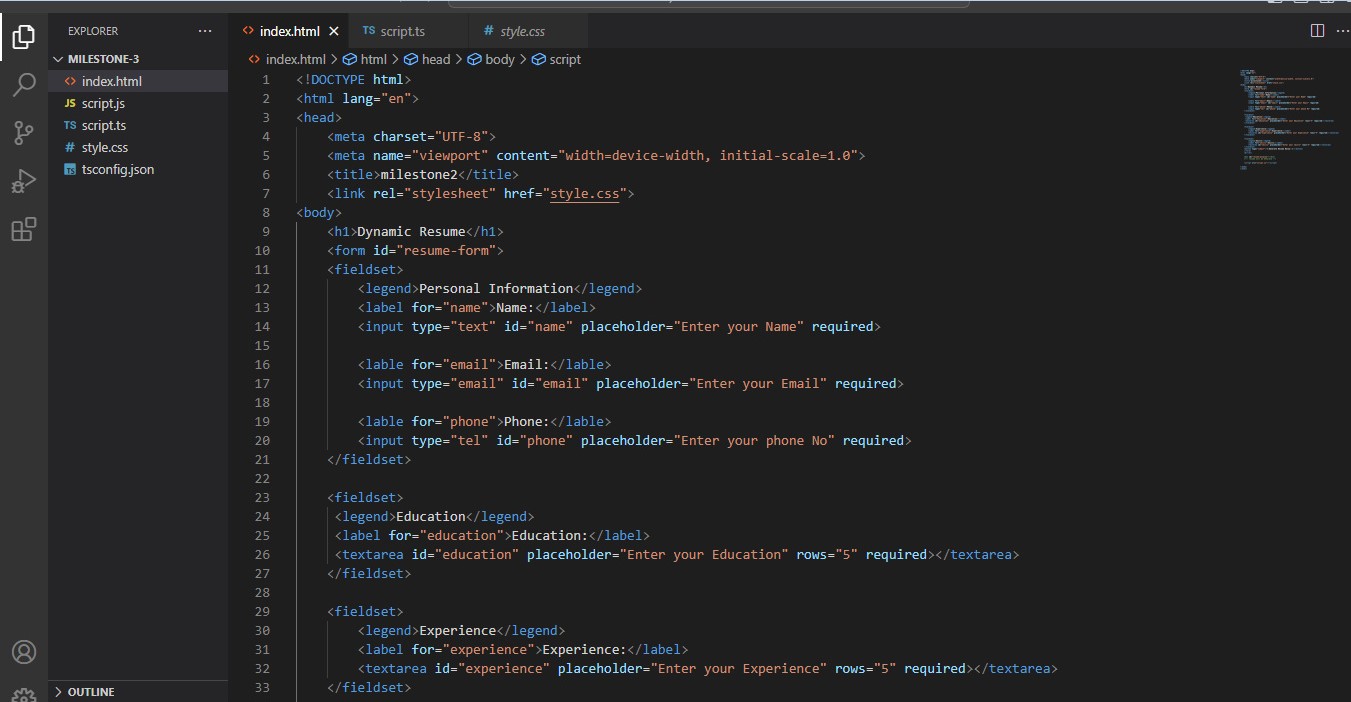 EXPLORER
MILESTONE-3
index.html
JS script.js
TS script.ts
# style.css
TS tsconfig.json
OUTLINE
index.html
TS script.ts
# style.css
index.html > html > head > body > script
1 <!DOCTYPE html>
2 <html lang="en">
3 <head>
4 <meta charset="UTF-8">
5 <meta name="viewport" content="width=device-width, initial-scale=1.0">
6 <title>milestone2</title>
7 <link rel="stylesheet" href="style.css">
8 <body>
9 <h1>Dynamic Resume</h1>
10 <form id="resume-form">
11 <fieldset>
12 <legend>Personal Information</legend>
13 <label for="name">Name:</label>
14 <input type="text" id="name" placeholder="Enter your Name" required>
15
16 <lable for="email">Email:</lable>
17 <input type="email" id="email" placeholder="Enter your Email" required>
18
19 <lable for="phone">Phone:</lable>
20 <input type="tel" id="phone" placeholder="Enter your phone No" required>
21 </fieldset>
22
23 <fieldset>
24 <legend>Education</legend>
25 <label for="education">Education:</label>
26 <textarea id="education" placeholder="Enter your Education" rows="5" required></textarea>
27 </fieldset>
28
29 <fieldset>
30 <legend>Experience</legend>
31 <label for="experience">Experience:</label>
32 <textarea id="experience" placeholder="Enter your Experience" rows="5" required></textarea>
33 </fieldset>